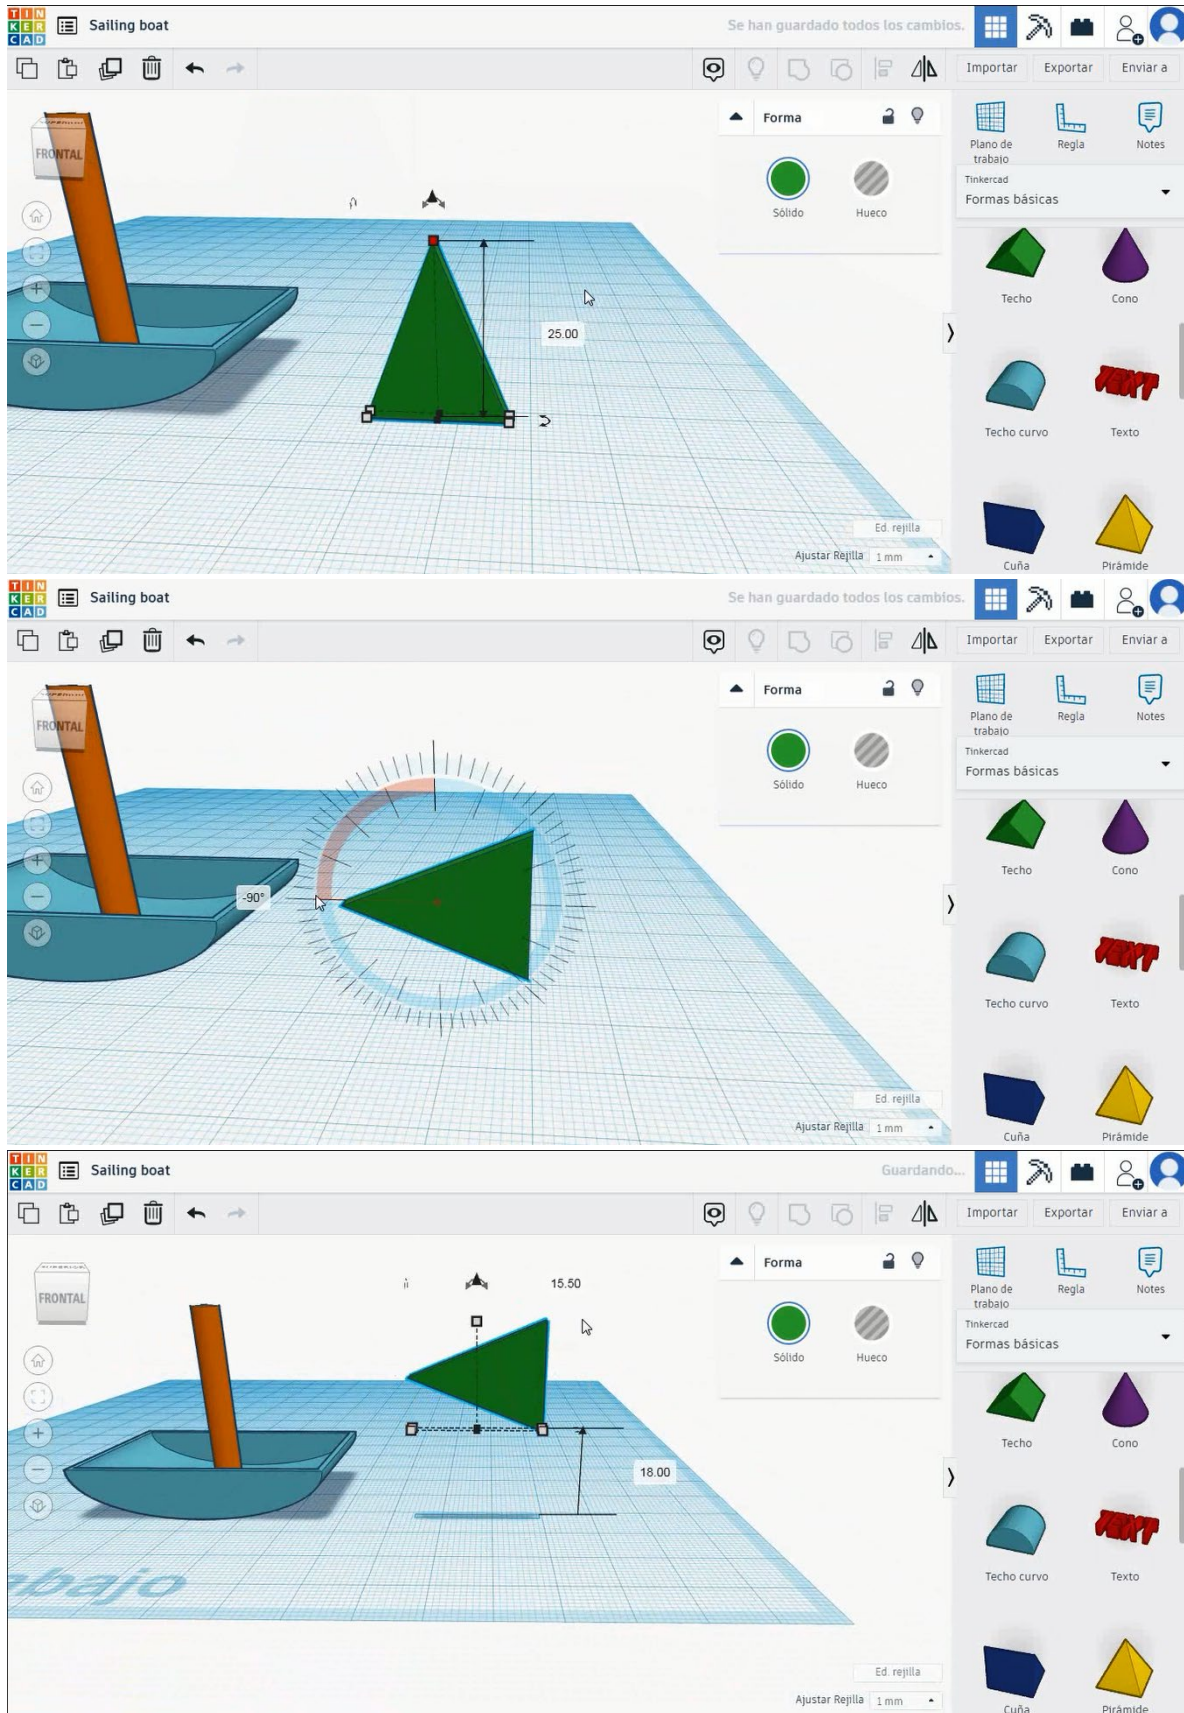 TIN
KER
CAD
Sailing boat
Se han guardado todos los cambios.
Importar
Exportar
Enviar a
FRONTAL
Forma
Sólido
Hueco
25.00
Plano de
trabajo
Regla
Notes
Tinkercad
Formas básicas
Techo
Cono
Techo curvo
TEXT
Texto
Cuña
Pirámide
Ed. rejilla
Ajustar Rejilla
1 mm
TIN
KER
CAD
Sailing boat
Se han guardado todos los cambios.
Importar
Exportar
Enviar a
FRONTAL
Forma
Sólido
Hueco
-90°
Plano de
trabajo
Regla
Notes
Tinkercad
Formas básicas
Techo
Cono
Techo curvo
TEXT
Texto
Cuña
Pirámide
Ed. rejilla
Ajustar Rejilla
1 mm
TIN
KER
CAD
Sailing boat
Guardando...
Importar
Exportar
Enviar a
FRONTAL
15.50
Forma
Sólido
Hueco
18.00
bajo
Plano de
trabajo
Regla
Notes
Tinkercad
Formas básicas
Techo
Cono
Techo curvo
TEXT
Texto
Cuña
Pirámide
Ed. rejilla
Ajustar Rejilla
1 mm